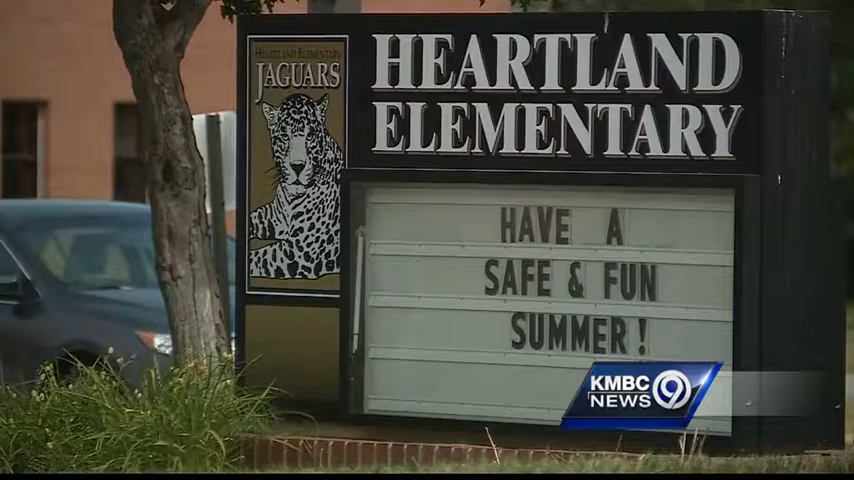 HEARTLAND ELEMENTARY
JAGUARS
HEARTLAND
ELEMENTARY
HAVE A
SAFE & FUN
SUMMER!
KMBC 9
NEWS